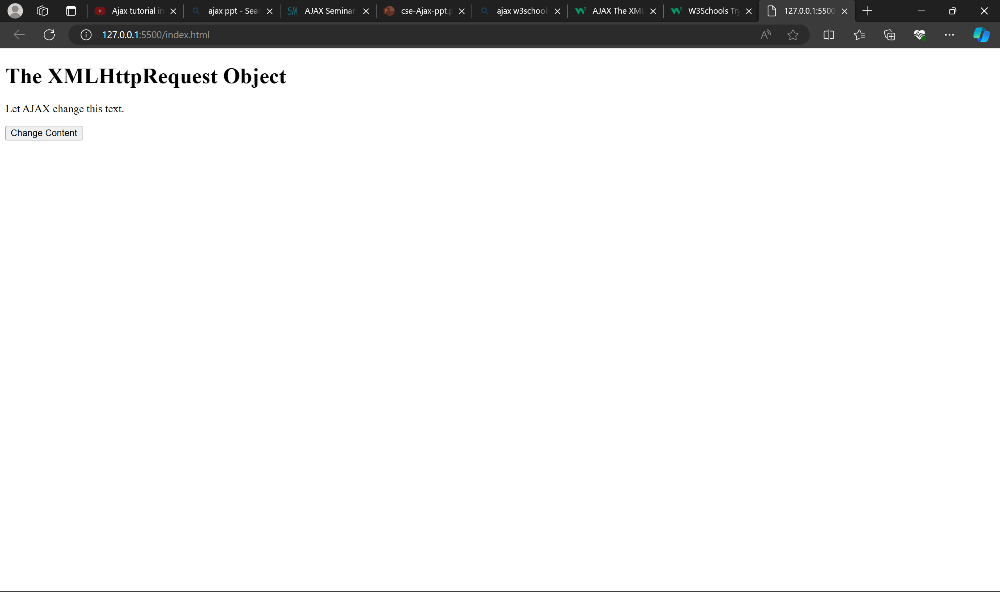 Ajax tutorial in
ajax ppt - Sear
SM AJAX Seminar
cse-Ajax-ppt.p
ajax w3school
AJAX The XML
W3Schools Try
127.0.0.1:5500
127.0.0.1:5500/index.html
The XMLHttpRequest Object
Let AJAX change this text.
Change Content